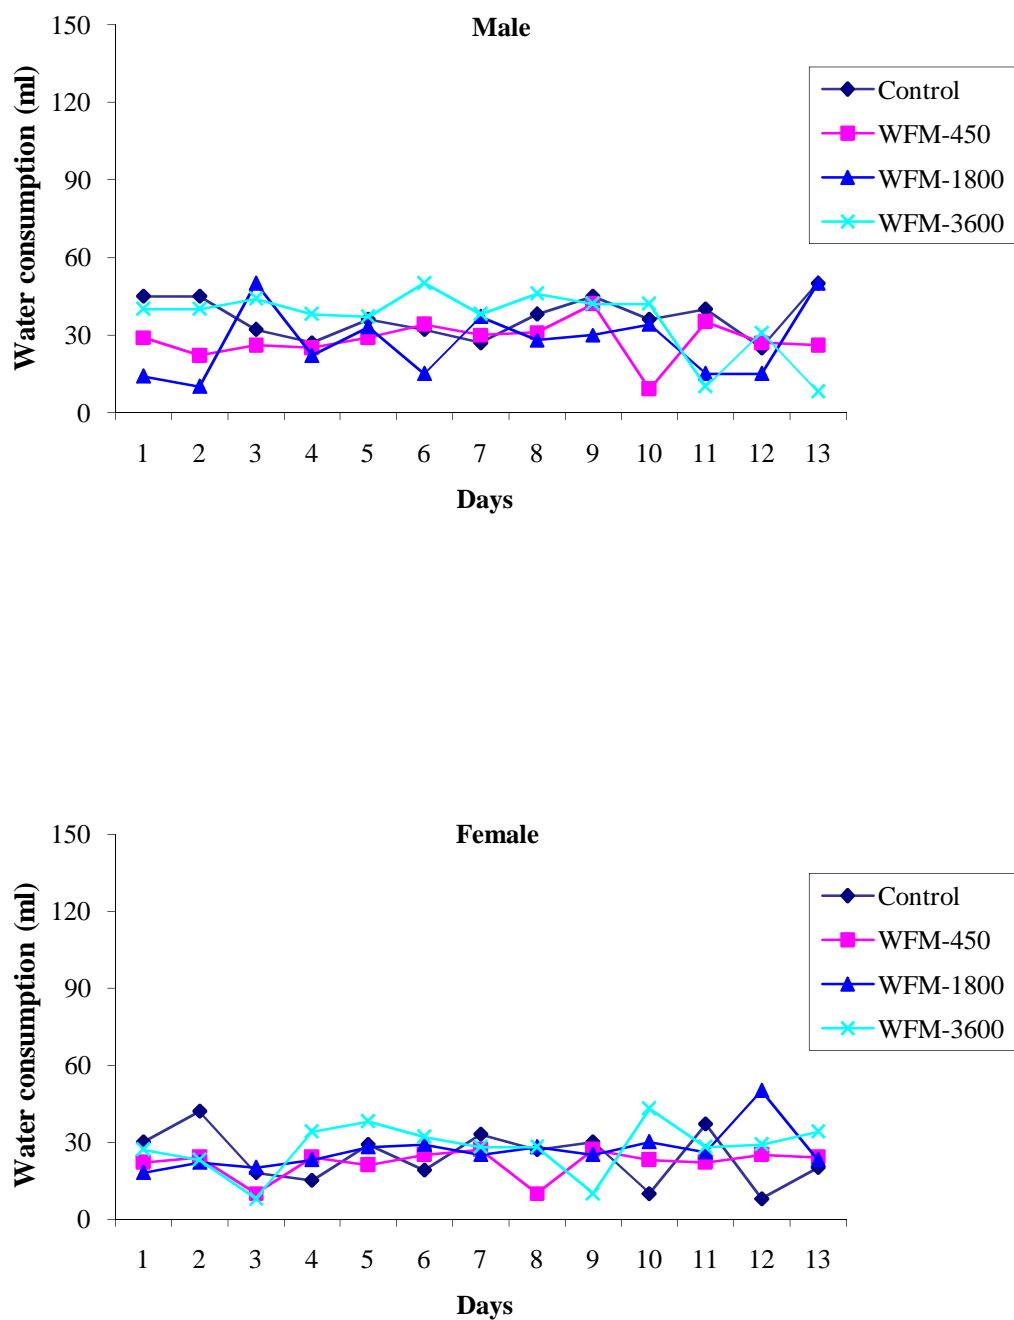 Male
150
120
90
60
30
0
Water consumption (ml)
1 2 3 4 5 6 7 8 9 10 11 12 13
Days
Control
WFM-450
WFM-1800
WFM-3600
Female
150
120
90
60
30
0
Water consumption (ml)
1 2 3 4 5 6 7 8 9 10 11 12 13
Days
Control
WFM-450
WFM-1800
WFM-3600